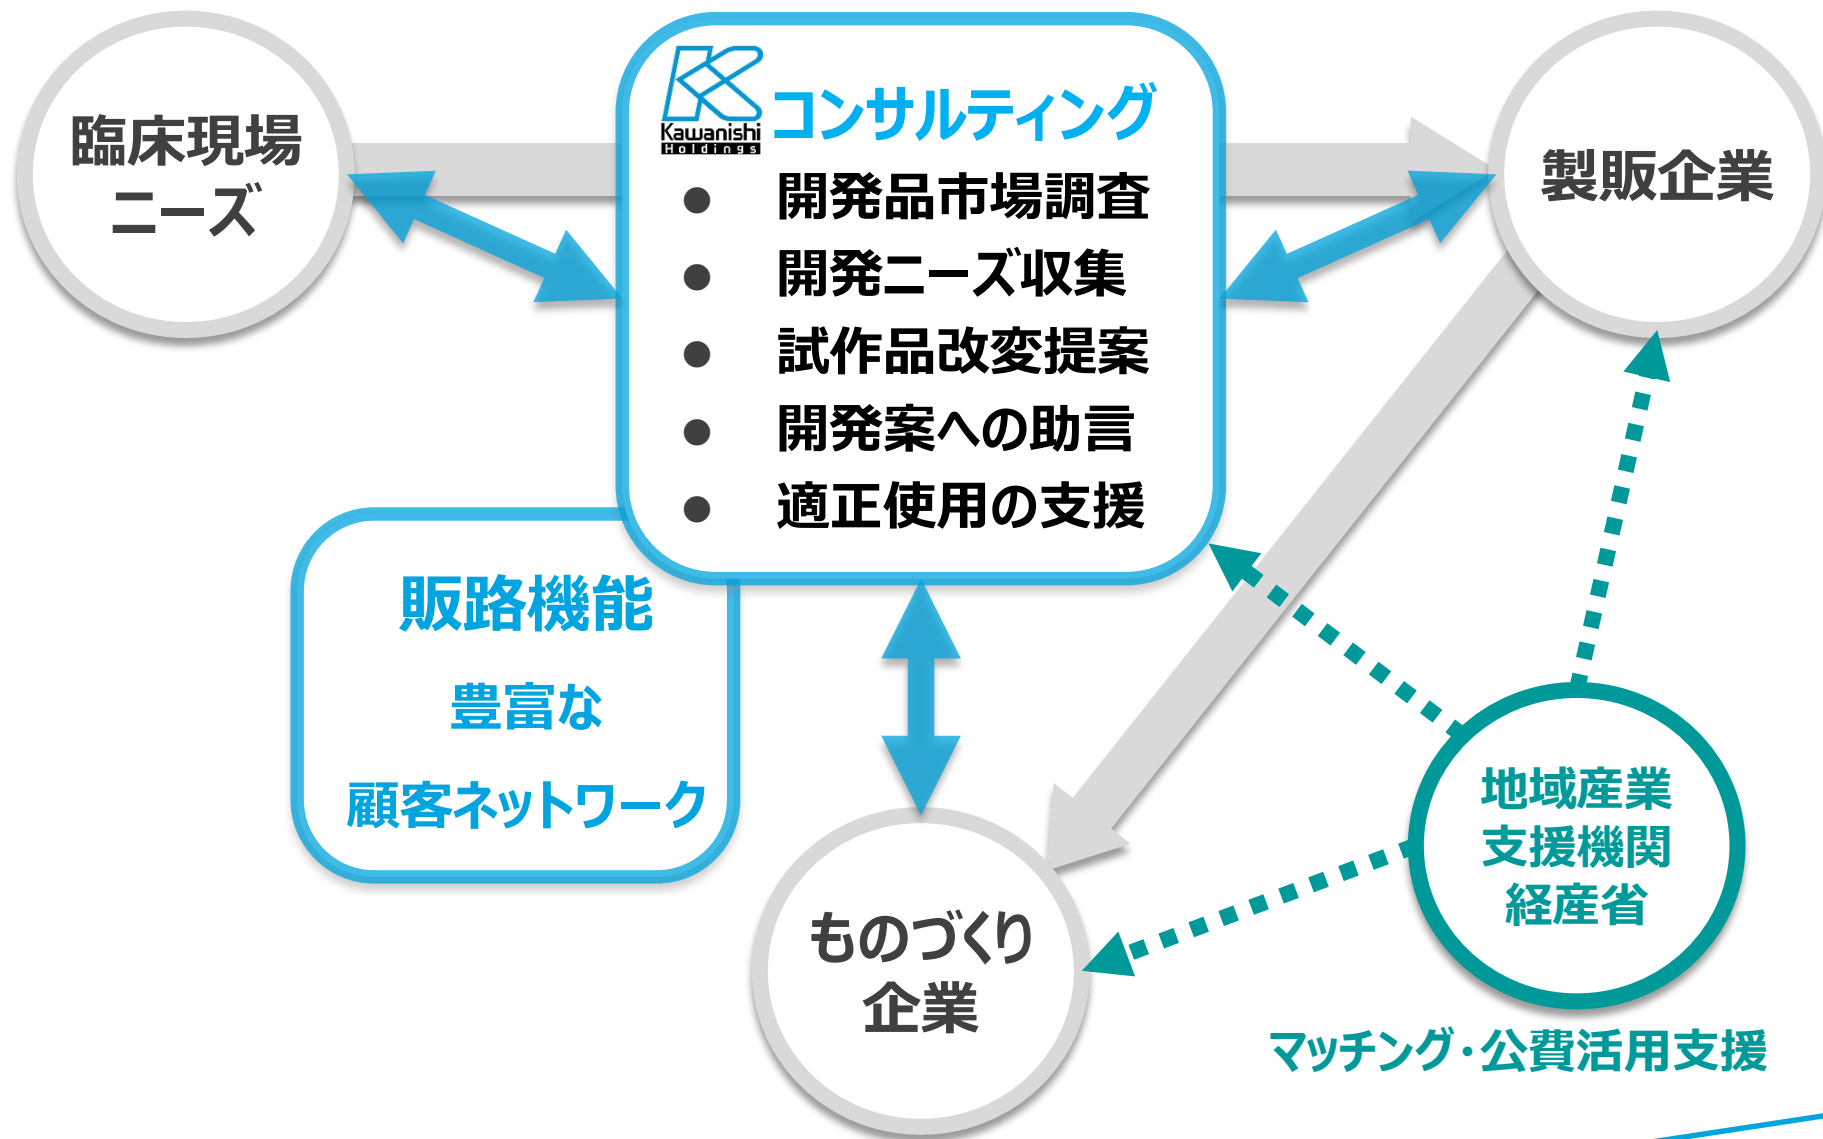 臨床現場
ニーズ
Kawanishi
Holdings
コンサルティング
● 開発品市場調査
● 開発ニーズ収集
● 試作品改変提案
● 開発案への助言
● 適正使用の支援
製販企業
販路機能
豊富な
顧客ネットワーク
ものづくり
企業
地域産業
支援機関
経産省
マッチング・公費活用支援